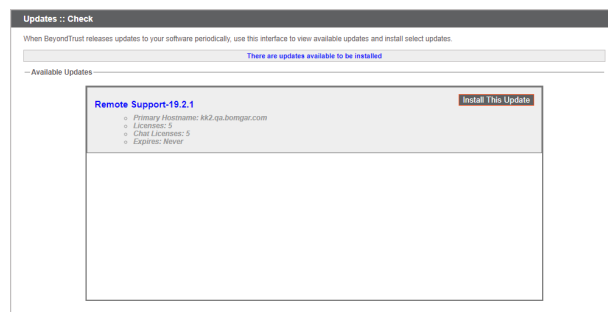 Updates :: Check
When BeyondTrust releases updates to your software periodically, use this interface to view available updates and install select updates.
There are updates available to be installed
Available Updates
Remote Support-19.2.1
Install This Update
Primary Hostname: kk2.qa.bomgar.com
Licenses: 5
Chat Licenses: 5
Expires: Never